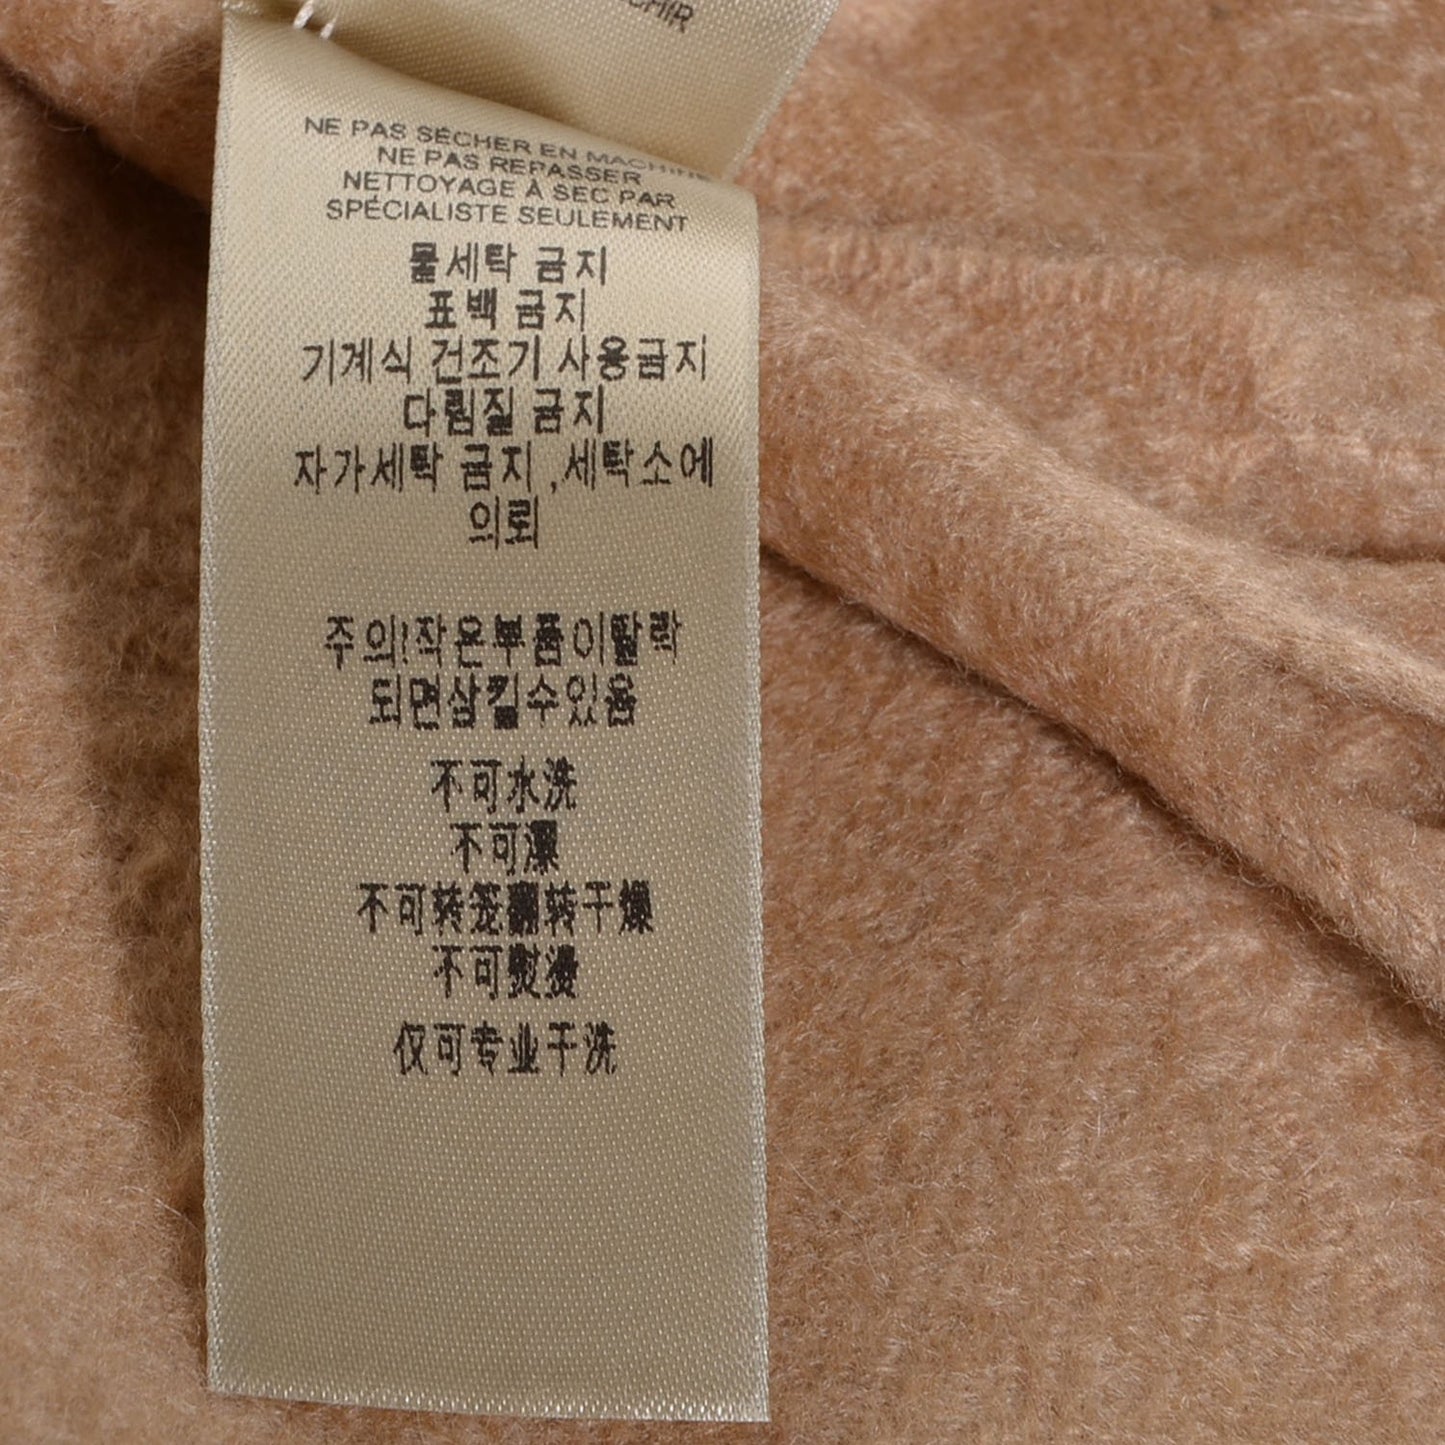 NE PAS SÉCHER EN MACHINE
NE PAS REPASSER
NETTOYAGE À SEC PAR
SPÉCIALISTE SEULEMENT
물세탁 금지
표백 금지
기계식 건조기 사용금지
다림질 금지
자가세탁 금지 ,세탁소에
의뢰
주의!작은부품이탈락
되면삼킬수있음
不可水洗
不可漂
不可转笼翻转干燥
不可熨烫
仅可专业干洗